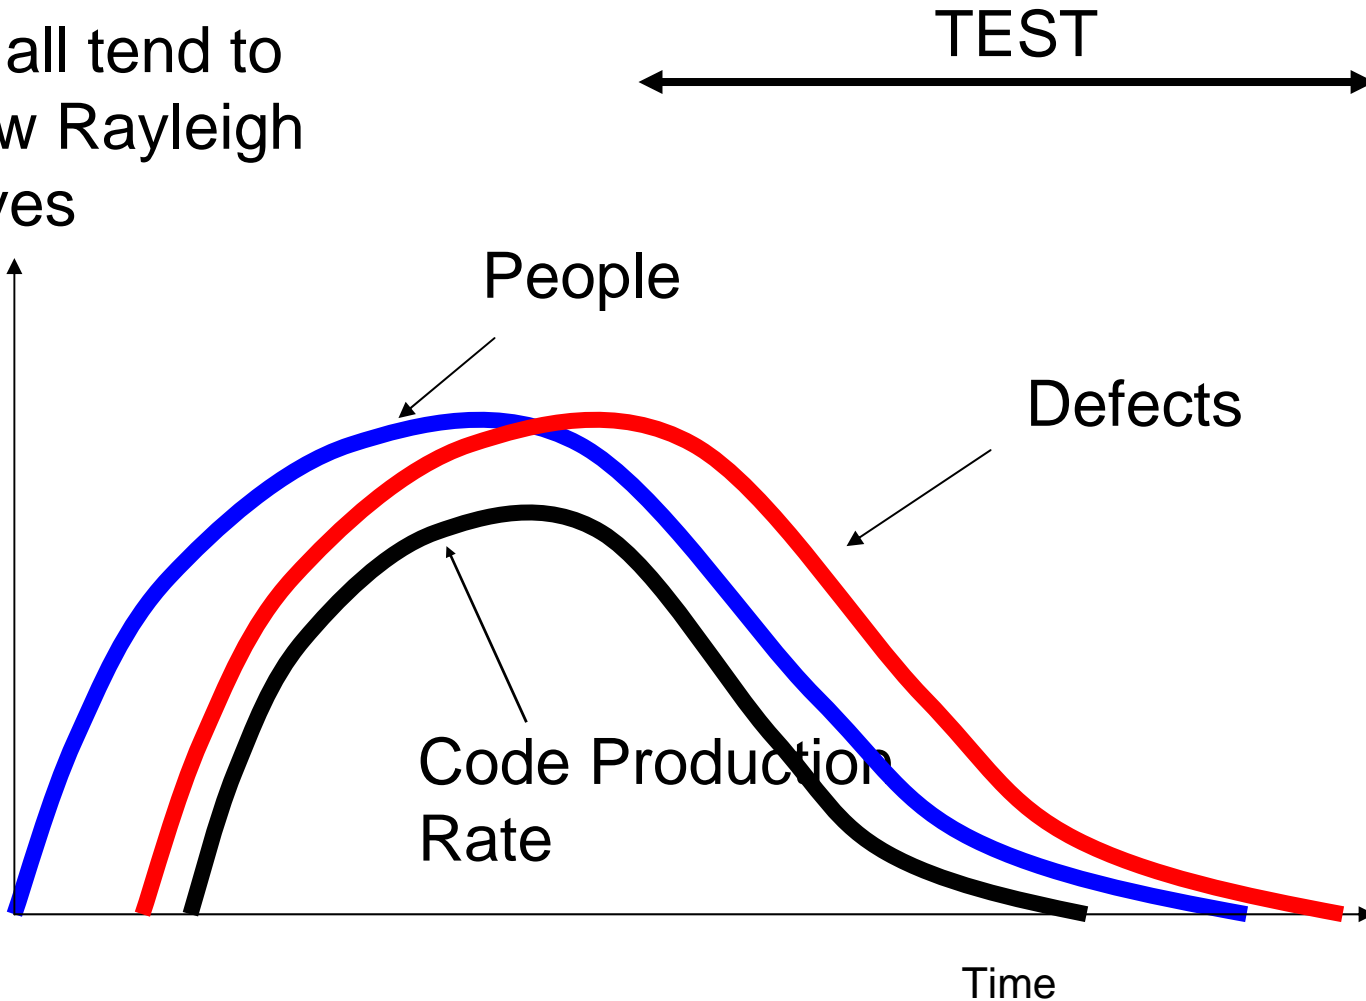 all tend to
w Rayleigh
ves
TEST
People
Defects
Code Production
Rate
Time